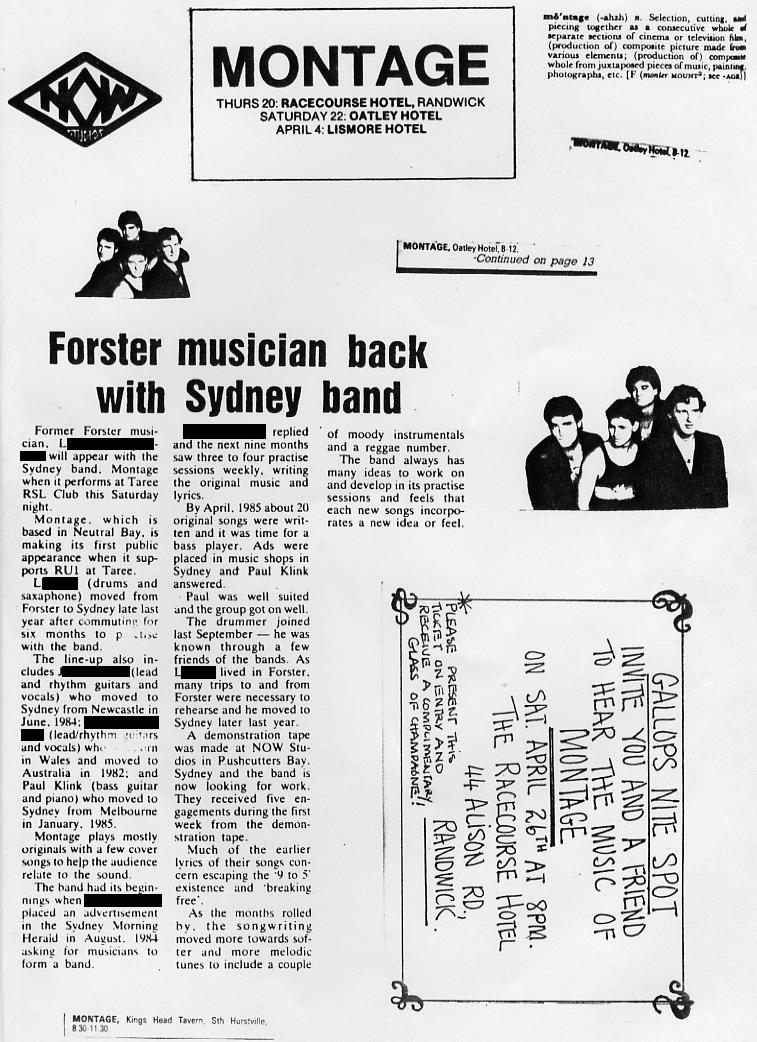 NOW
STUDIOS
MONTAGE
THURS 20: RACECOURSE HOTEL, RANDWICK
SATURDAY 22: OATLEY HOTEL
APRIL 4: LISMORE HOTEL
mŏ'ntage (-ahzh) n. Selection, cutting, and
piecing together as a consecutive whole of
separate sections of cinema or television film,
(production of) composite picture made from
various elements; (production of) composite
whole from juxtaposed pieces of music, painting,
photographs, etc. [F (monter MOUNT²; see -AGE)]
MONTAGE, Oatley Hotel, 8-12.
MONTAGE, Oatley Hotel, 8-12.
Continued on page 13
Forster musician back
with Sydney band
Former Forster musi-
cian, L
-
will appear with the
Sydney band, Montage
when it performs at Taree
RSL Club this Saturday
night.
Montage, which is
based in Neutral Bay, is
making its first public
appearance when it sup-
ports RU1 at Taree.
L (drums and
saxaphone) moved from
Forster to Sydney late last
year after commuting for
six months to
with the band.
The line-up also in-
cludes J (lead
and rhythm guitars and
vocals) who moved to
Sydney from Newcastle in
June, 1984;
(lead/rhythm guitars
and vocals) who
in Wales and moved to
Australia in 1982; and
Paul Klink (bass guitar
and piano) who moved to
Sydney from Melbourne
in January, 1985.
Montage plays mostly
originals with a few cover
songs to help the audience
relate to the sound.
The band had its begin-
nings when
placed an advertisement
in the Sydney Morning
Herald in August, 1984
asking for musicians to
form a band.
replied
and the next nine months
saw three to four practise
sessions weekly, writing
the original music and
lyrics.
By April, 1985 about 20
original songs were writ-
ten and it was time for a
bass player. Ads were
placed in music shops in
Sydney and Paul Klink
answered.
Paul was well suited
and the group got on well.
The drummer joined
last September — he was
known through a few
friends of the bands. As
L lived in Forster,
many trips to and from
Forster were necessary to
rehearse and he moved to
Sydney later last year.
A demonstration tape
was made at NOW Stu-
dios in Pushcutters Bay,
Sydney and the band is
now looking for work.
They received five en-
gagements during the first
week from the demon-
stration tape.
Much of the earlier
lyrics of their songs con-
cern escaping the '9 to 5'
existence and 'breaking
free'.
As the months rolled
by, the songwriting
moved more towards sof-
ter and more melodic
tunes to include a couple
of moody instrumentals
and a reggae number.
The band always has
many ideas to work on
and develop in its practise
sessions and feels that
each new songs incorpo-
rates a new idea or feel.
GALLOPS NITE SPOT
INVITE YOU AND A FRIEND
TO HEAR THE MUSIC OF
MONTAGE
ON SAT. APRIL 26TH AT 8PM.
THE RACECOURSE HOTEL
44 ALISON RD,
RANDWICK.
* PLEASE PRESENT THIS
TICKET ON ENTRY AND
RECEIVE A COMPLIMENTARY
GLASS OF CHAMPAGNE!!
MONTAGE, Kings Head Tavern, Sth Hurstville,
8.30-11.30.